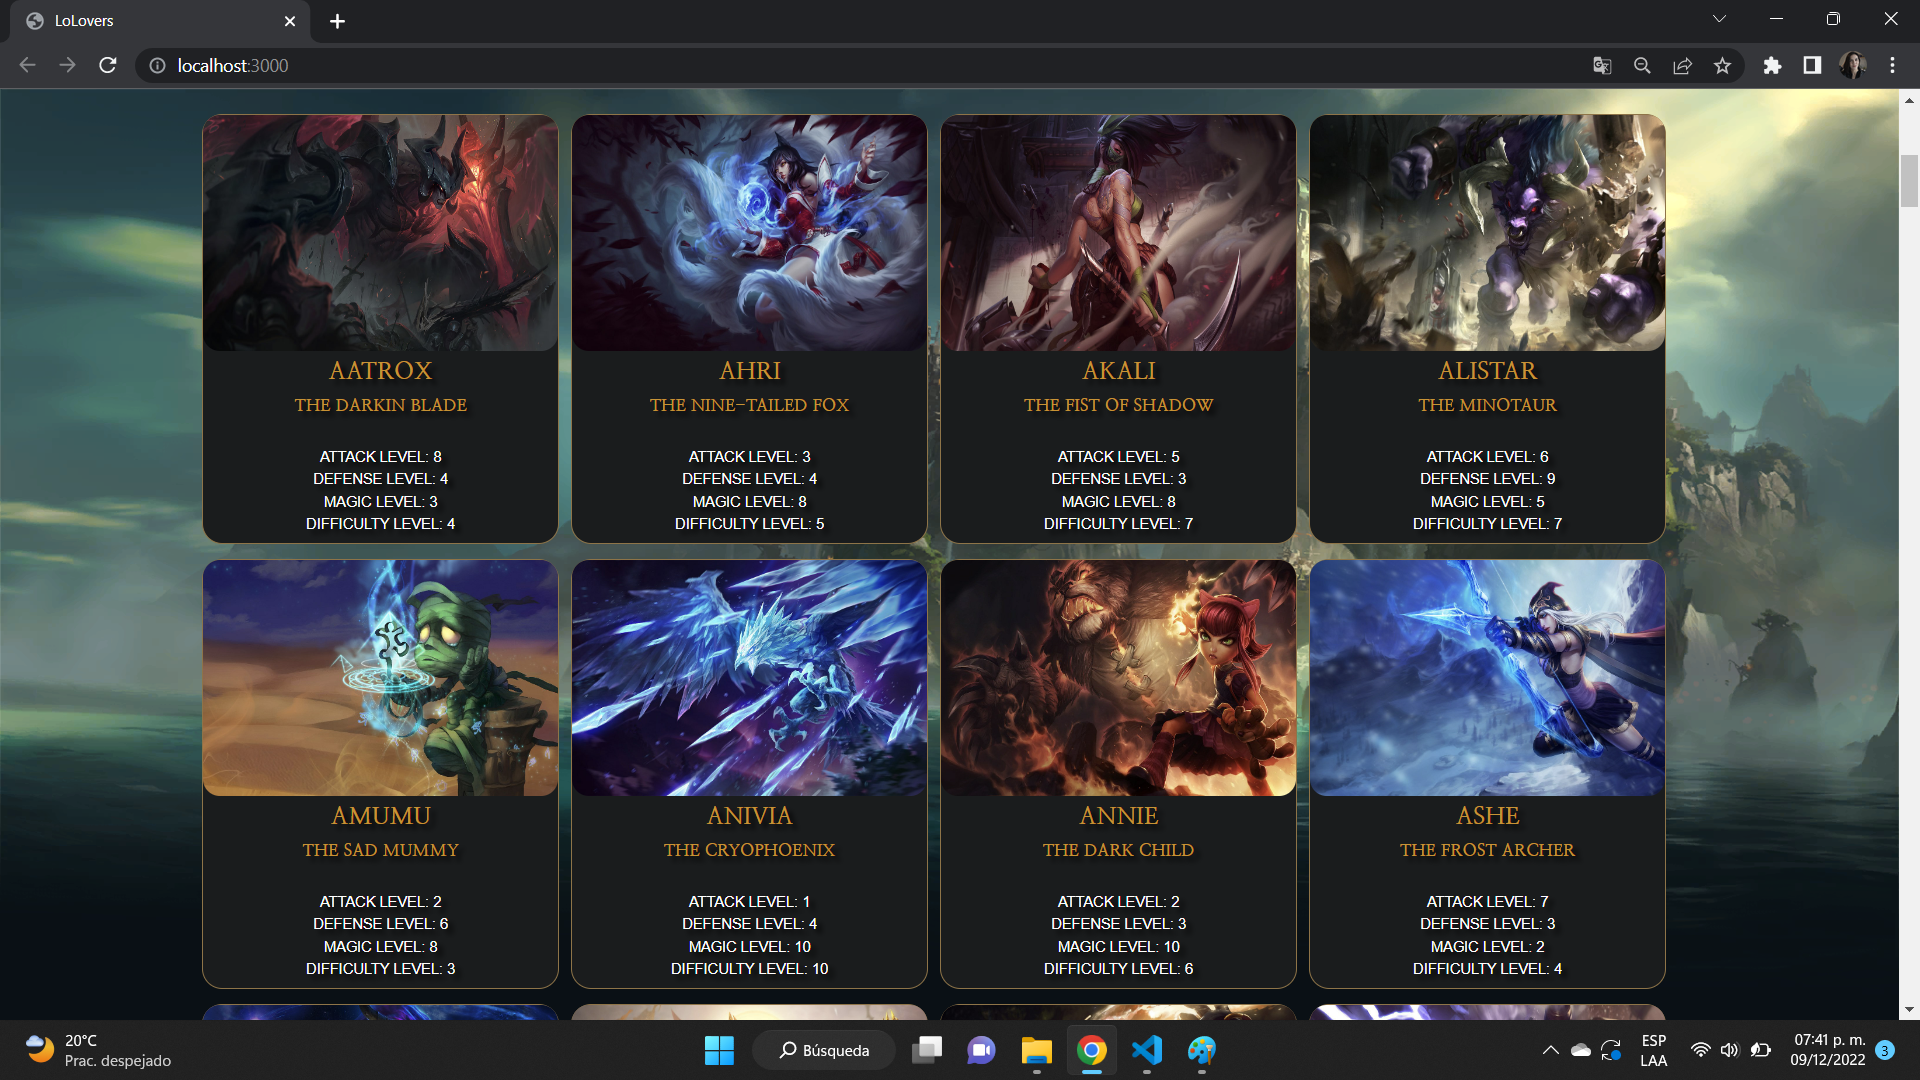 LoLovers
localhost:3000
AATROX
THE DARKIN BLADE
ATTACK LEVEL: 8
DEFENSE LEVEL: 4
MAGIC LEVEL: 3
DIFFICULTY LEVEL: 4
AHRI
THE NINE-TAILED FOX
ATTACK LEVEL: 3
DEFENSE LEVEL: 4
MAGIC LEVEL: 8
DIFFICULTY LEVEL: 5
AKALI
THE FIST OF SHADOW
ATTACK LEVEL: 5
DEFENSE LEVEL: 3
MAGIC LEVEL: 8
DIFFICULTY LEVEL: 7
ALISTAR
THE MINOTAUR
ATTACK LEVEL: 6
DEFENSE LEVEL: 9
MAGIC LEVEL: 5
DIFFICULTY LEVEL: 7
AMUMU
THE SAD MUMMY
ATTACK LEVEL: 2
DEFENSE LEVEL: 6
MAGIC LEVEL: 8
DIFFICULTY LEVEL: 3
ANIVIA
THE CRYOPHOENIX
ATTACK LEVEL: 1
DEFENSE LEVEL: 4
MAGIC LEVEL: 10
DIFFICULTY LEVEL: 10
ANNIE
THE DARK CHILD
ATTACK LEVEL: 2
DEFENSE LEVEL: 3
MAGIC LEVEL: 10
DIFFICULTY LEVEL: 6
ASHE
THE FROST ARCHER
ATTACK LEVEL: 7
DEFENSE LEVEL: 3
MAGIC LEVEL: 2
DIFFICULTY LEVEL: 4
20°C
Prac. despejado
Búsqueda
ESP
LAA
07:41 p. m.
09/12/2022
3